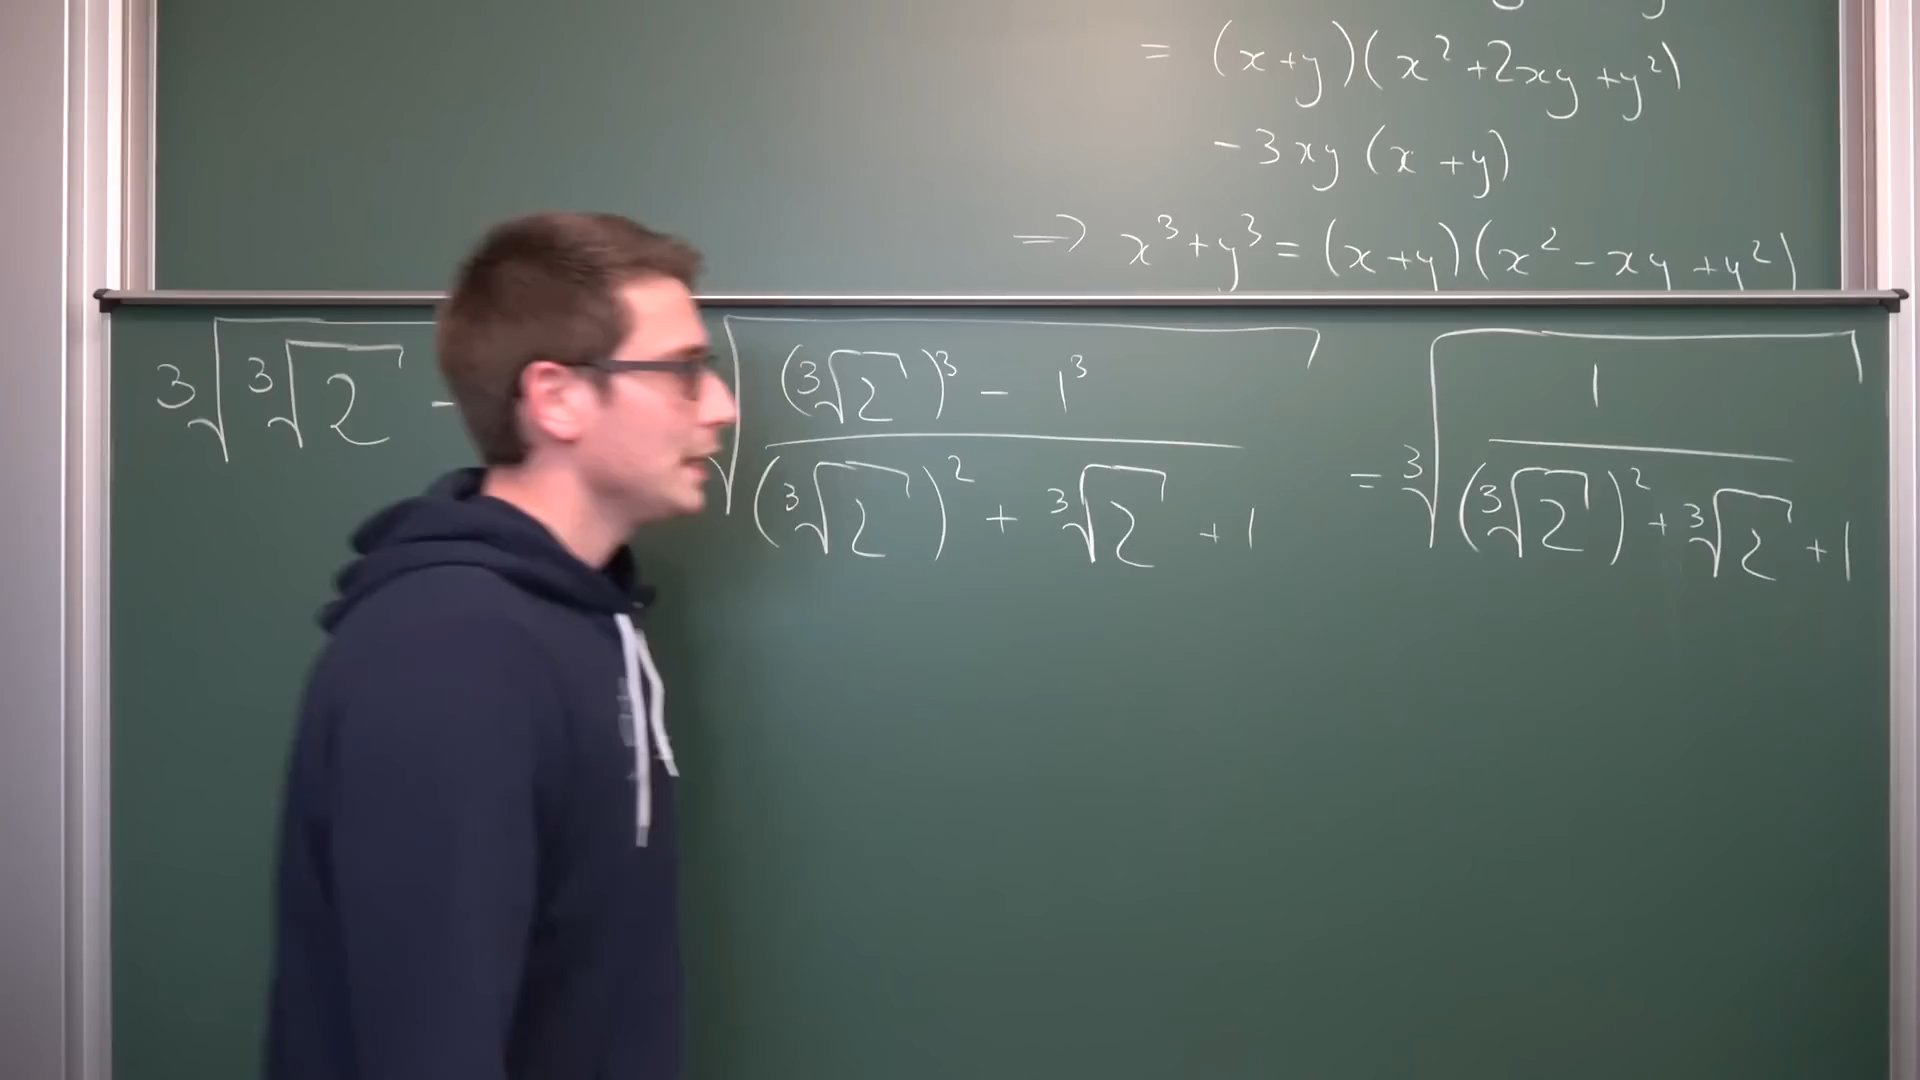 = (x+y)(x²+2xy+y²)
-3xy(x+y)
⟹ x³+y³ = (x+y)(x²-xy+y²)
∛(∛2 - √(((∛2)³ - 1³)/((∛2)² + ∛2 + 1)) = ∛(1/((∛2)² + ∛2 + 1))